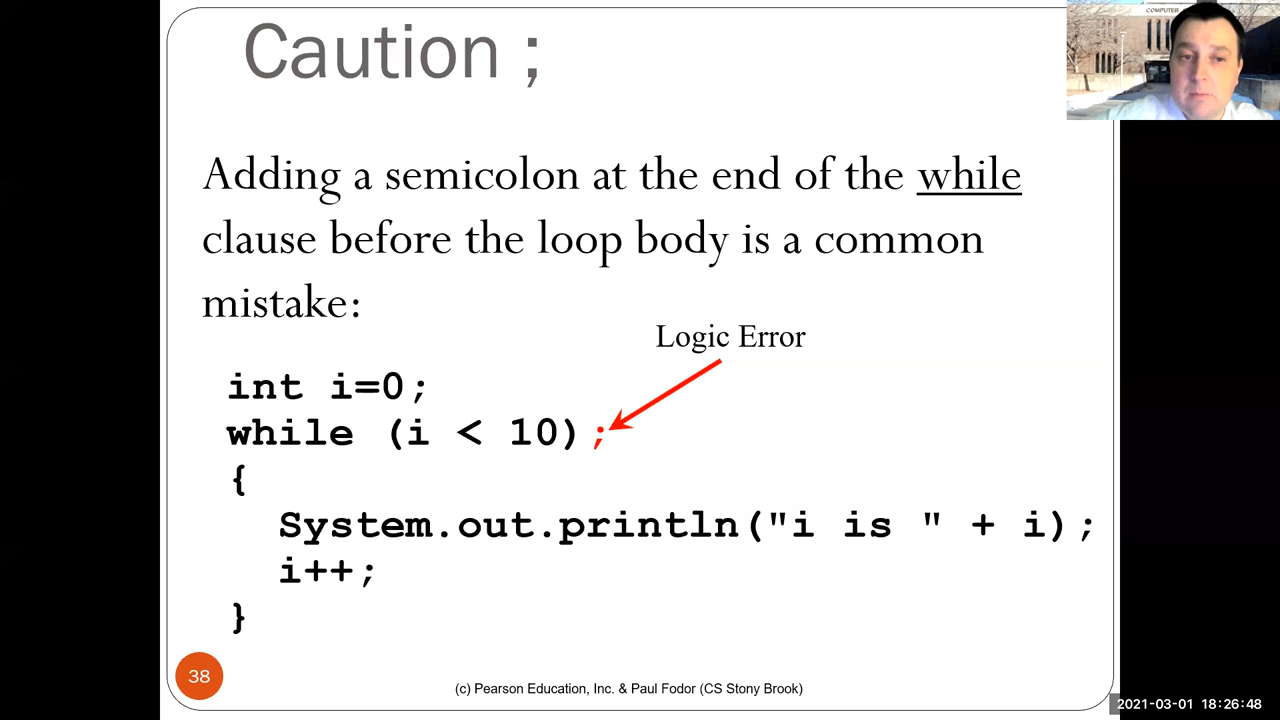 Caution ;
COMPUTER
Adding a semicolon at the end of the while
clause before the loop body is a common
mistake:
Logic Error
int i=0;
while (i < 10);
{
System.out.println("i is " + i);
i++;
}
38
(c) Pearson Education, Inc. & Paul Fodor (CS Stony Brook)
2021-03-01 18:26:48